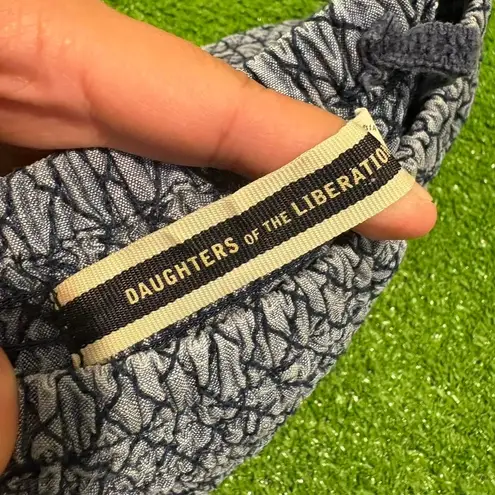 DAUGHTERS OF THE LIBERATION